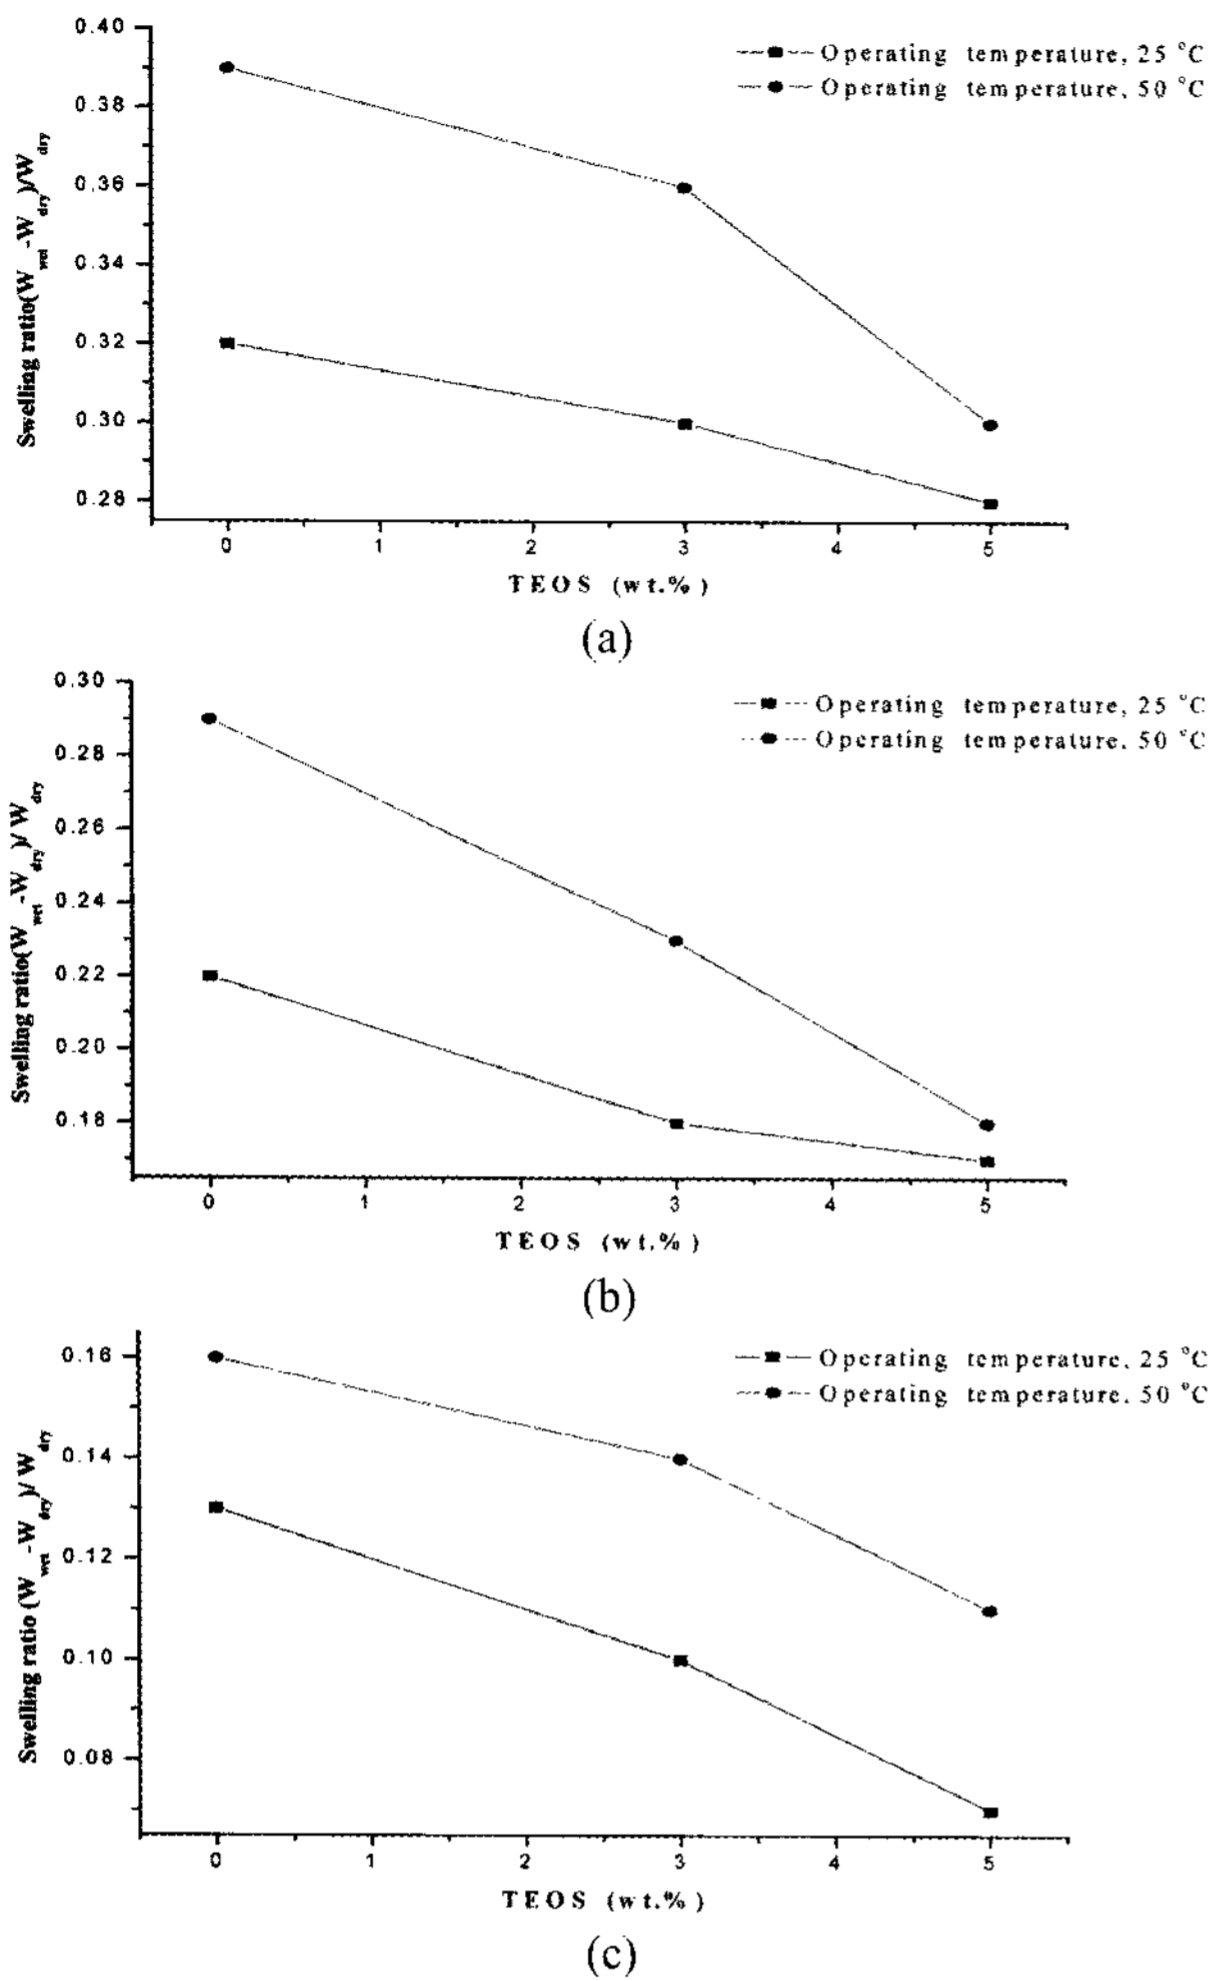 0.40
Operating temperature, 25 °C
Operating temperature, 50 °C
0.38
0.36
0.34
0.32
0.30
0.28
Swelling ratio(Wwet-Wdry)/Wdry
0 1 2 3 4 5
TEOS (wt.%)
(a)
0.30
Operating temperature, 25 °C
Operating temperature, 50 °C
0.28
0.26
0.24
0.22
0.20
0.18
Swelling ratio(Wwet-Wdry)/ Wdry
0 1 2 3 4 5
TEOS (wt.%)
(b)
0.16
Operating temperature, 25 °C
Operating temperature, 50 °C
0.14
0.12
0.10
0.08
Swelling ratio (Wwet-Wdry)/ Wdry
0 1 2 3 4 5
TEOS (wt.%)
(c)